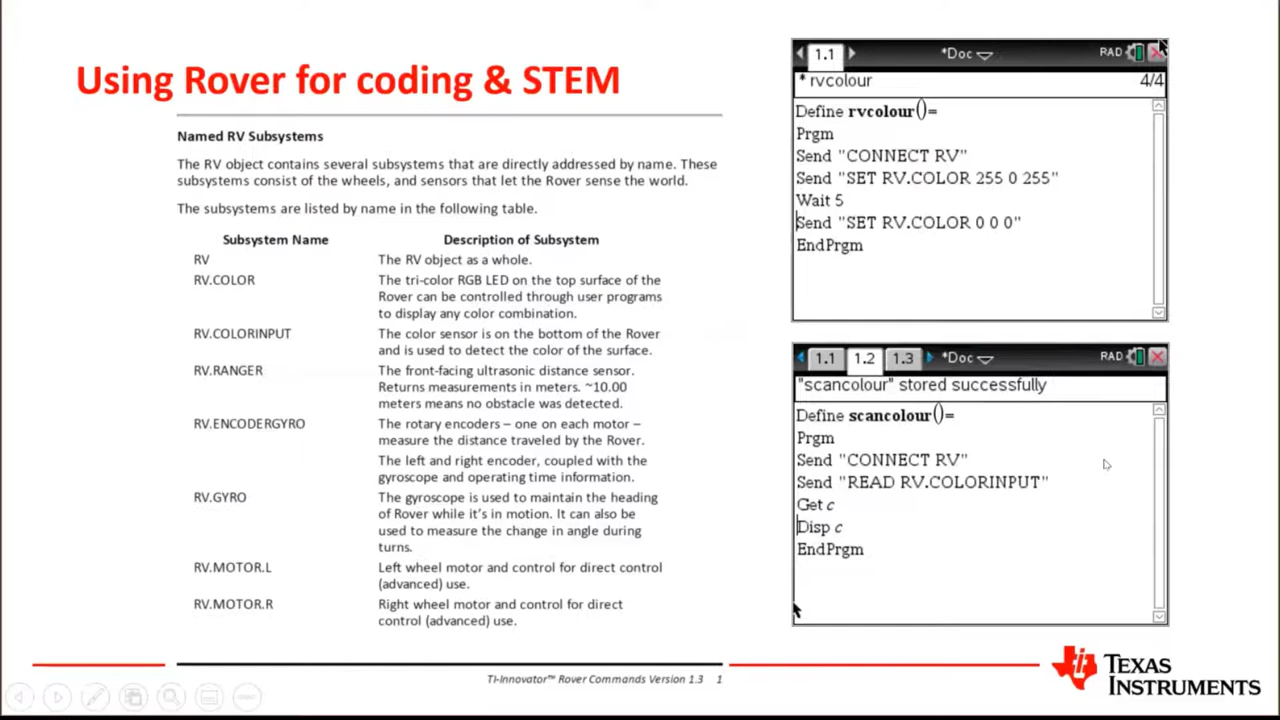 Using Rover for coding & STEM
Named RV Subsystems
The RV object contains several subsystems that are directly addressed by name. These
subsystems consist of the wheels, and sensors that let the Rover sense the world.
The subsystems are listed by name in the following table.
Subsystem Name Description of Subsystem
RV The RV object as a whole.
RV.COLOR The tri-color RGB LED on the top surface of the
Rover can be controlled through user programs
to display any color combination.
RV.COLORINPUT The color sensor is on the bottom of the Rover
and is used to detect the color of the surface.
RV.RANGER The front-facing ultrasonic distance sensor.
Returns measurements in meters. ~10.00
meters means no obstacle was detected.
RV.ENCODERGYRO The rotary encoders – one on each motor –
measure the distance traveled by the Rover.
The left and right encoder, coupled with the
gyroscope and operating time information.
RV.GYRO The gyroscope is used to maintain the heading
of Rover while it's in motion. It can also be
used to measure the change in angle during
turns.
RV.MOTOR.L Left wheel motor and control for direct control
(advanced) use.
RV.MOTOR.R Right wheel motor and control for direct
control (advanced) use.
1.1 *Doc RAD
* rvcolour 4/4
Define rvcolour()=
Prgm
Send "CONNECT RV"
Send "SET RV.COLOR 255 0 255"
Wait 5
Send "SET RV.COLOR 0 0 0"
EndPrgm
1.1 1.2 1.3 *Doc RAD
"scancolour" stored successfully
Define scancolour()=
Prgm
Send "CONNECT RV"
Send "READ RV.COLORINPUT"
Get c
Disp c
EndPrgm
TI-Innovator™ Rover Commands Version 1.3 1
TEXAS
INSTRUMENTS